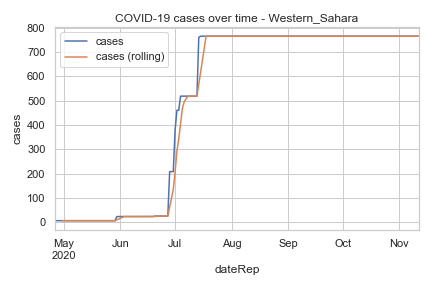 COVID-19 cases over time - Western_Sahara
cases
cases (rolling)
800
700
600
500
400
300
200
100
0
cases
May
2020
Jun
Jul
Aug
Sep
Oct
Nov
dateRep